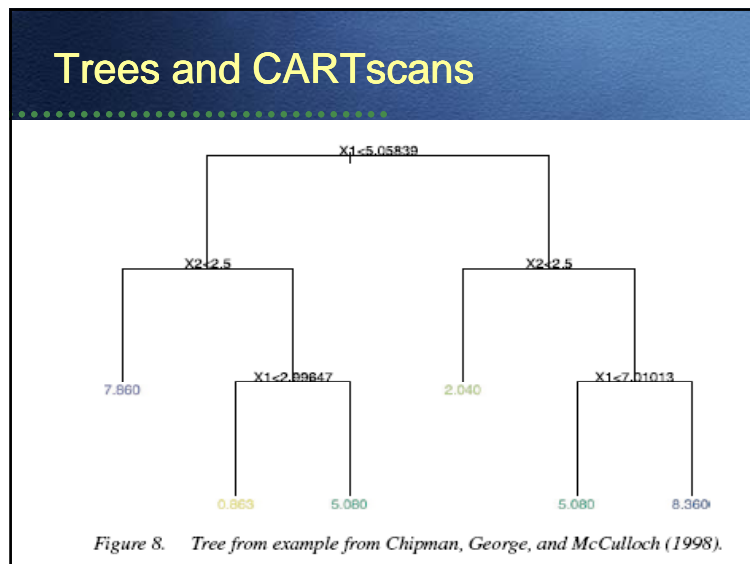 Trees and CARTscans
X1<5.05839
X2<2.5 X2<2.5
7.860 X1<2.99647 2.040 X1<7.01013
0.863 5.080 5.080 8.360
Figure 8. Tree from example from Chipman, George, and McCulloch (1998).